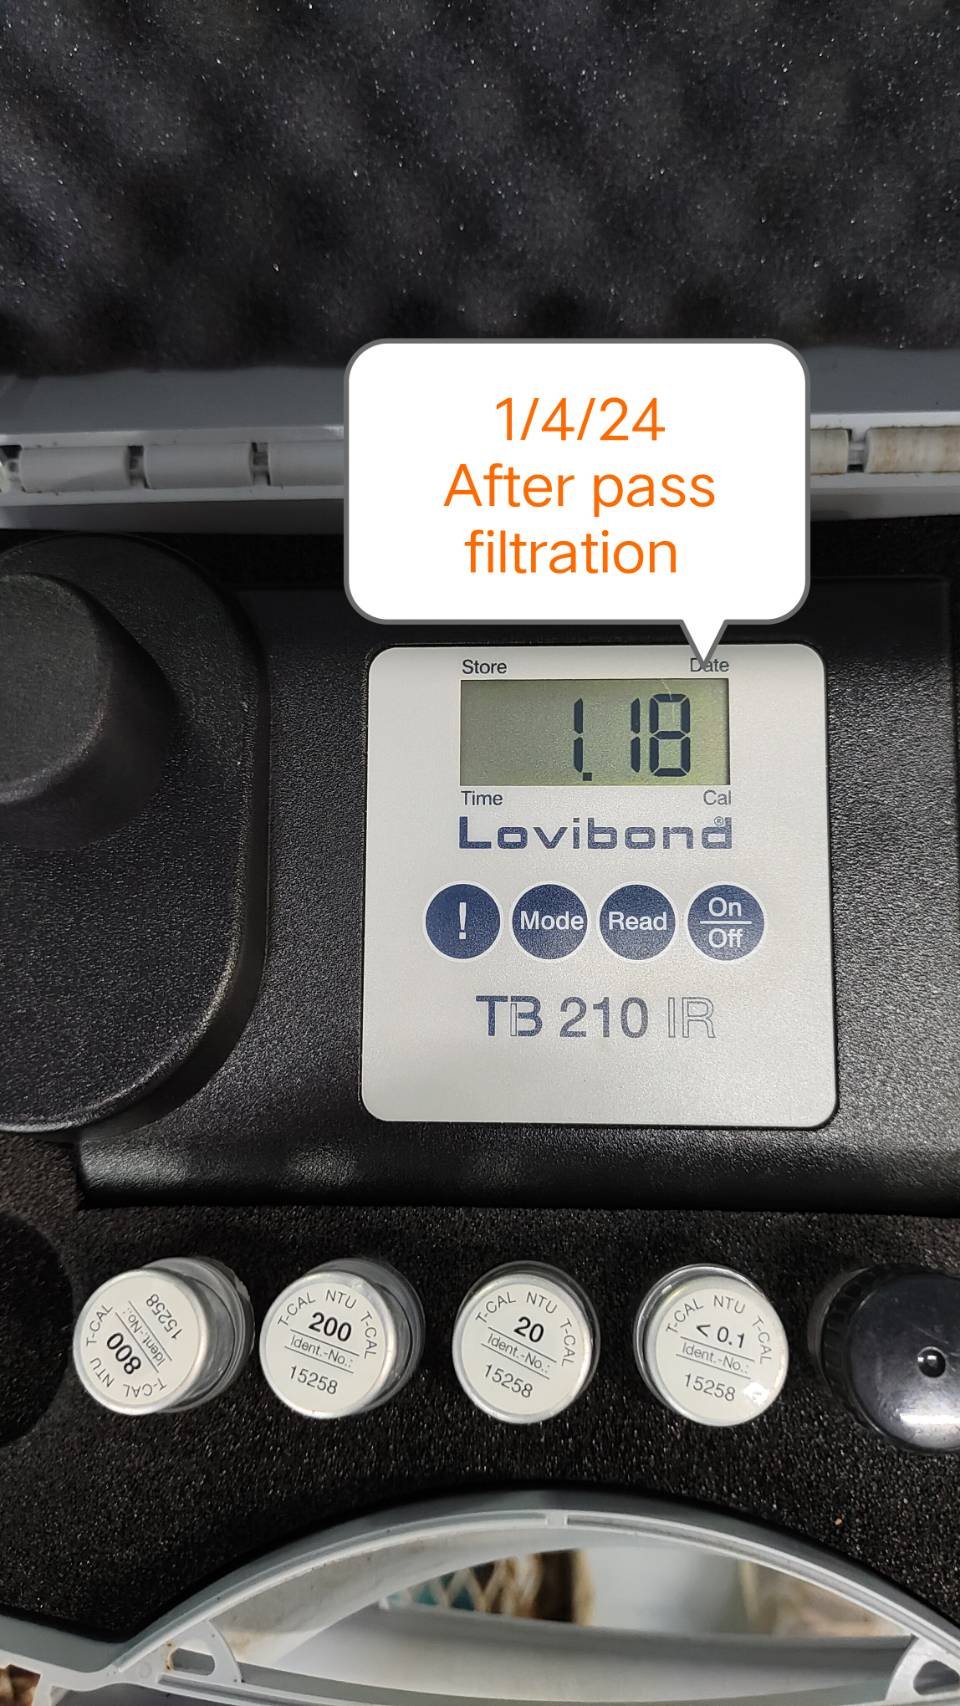 1/4/24
After pass
filtration
Store Date
1.18
Time Cal
Lovibond®
! Mode Read On
Off
TB 210 IR
T-CAL NTU T-CAL
800
Ident.-No.:
15258
T-CAL NTU T-CAL
200
Ident.-No.:
15258
T-CAL NTU T-CAL
20
Ident.-No.:
15258
T-CAL NTU T-CAL
< 0.1
Ident.-No.:
15258